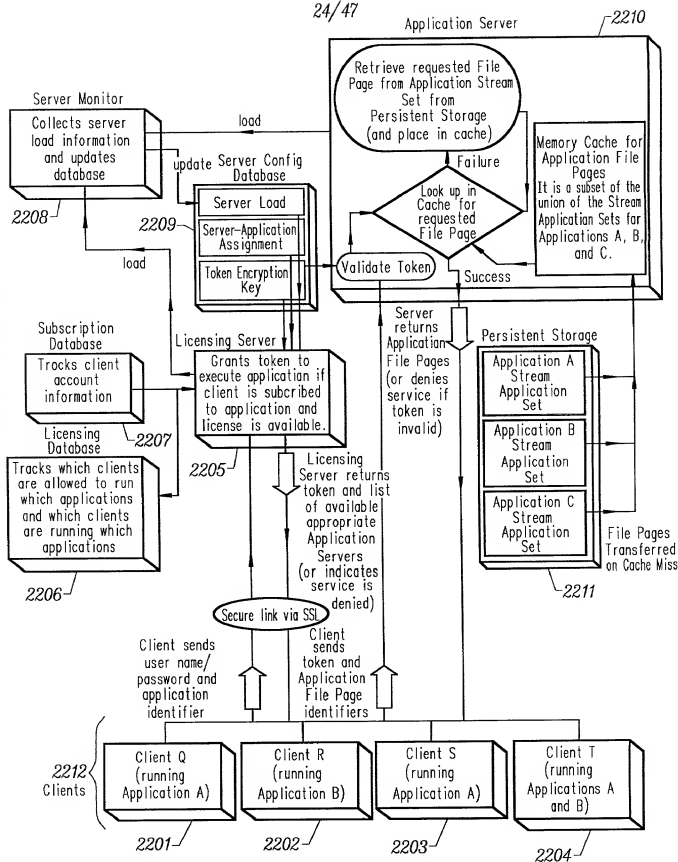 24/47
Application Server
2210
Retrieve requested File
Page from Application Stream
Set from
Persistent Storage
(and place in cache)
Server Monitor
Collects server
load information
and updates
database
2208
load
update
Server Config
Database
2209
Server Load
Server-Application
Assignment
Token Encryption
Key
Failure
Look up in
Cache for
requested
File Page
Memory Cache for
Application File
Pages
It is a subset of the
union of the Stream
Application Sets for
Applications A, B,
and C.
Validate Token
Success
load
Subscription
Database
Tracks client
account
information
2207
Licensing Server
Grants token to
execute application if
client is subcribed
to application and
license is available.
2205
Server
returns
Application
File Pages
(or denies
service if
token is
invalid)
Persistent Storage
Application A
Stream
Application
Set
Application B
Stream
Application
Set
Application C
Stream
Application
Set
2211
File Pages
Transferred
on Cache Miss
Licensing
Database
Tracks which clients
are allowed to run
which applications
and which clients
are running which
applications
2206
Licensing
Server returns
token and list
of available
appropriate
Application
Servers
(or indicates
service is
denied)
Secure link via SSL
Client sends
user name/
password and
application
identifier
Client
sends
token and
Application
File Page
identifiers
2212
Clients
Client Q
(running
Application A)
2201
Client R
(running
Application B)
2202
Client S
(running
Application A)
2203
Client T
(running
Applications A
and B)
2204